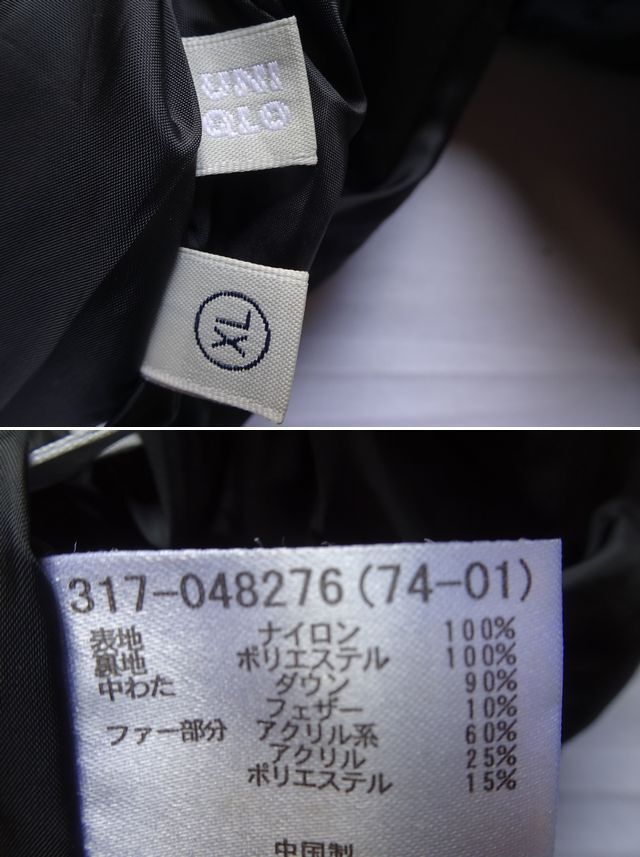 UNI
QLO
XL
317-048276(74-01)
表地 ナイロン 100%
裏地 ポリエステル 100%
中わた ダウン 90%
フェザー 10%
ファー部分 アクリル系 60%
アクリル 25%
ポリエステル 15%
中国製